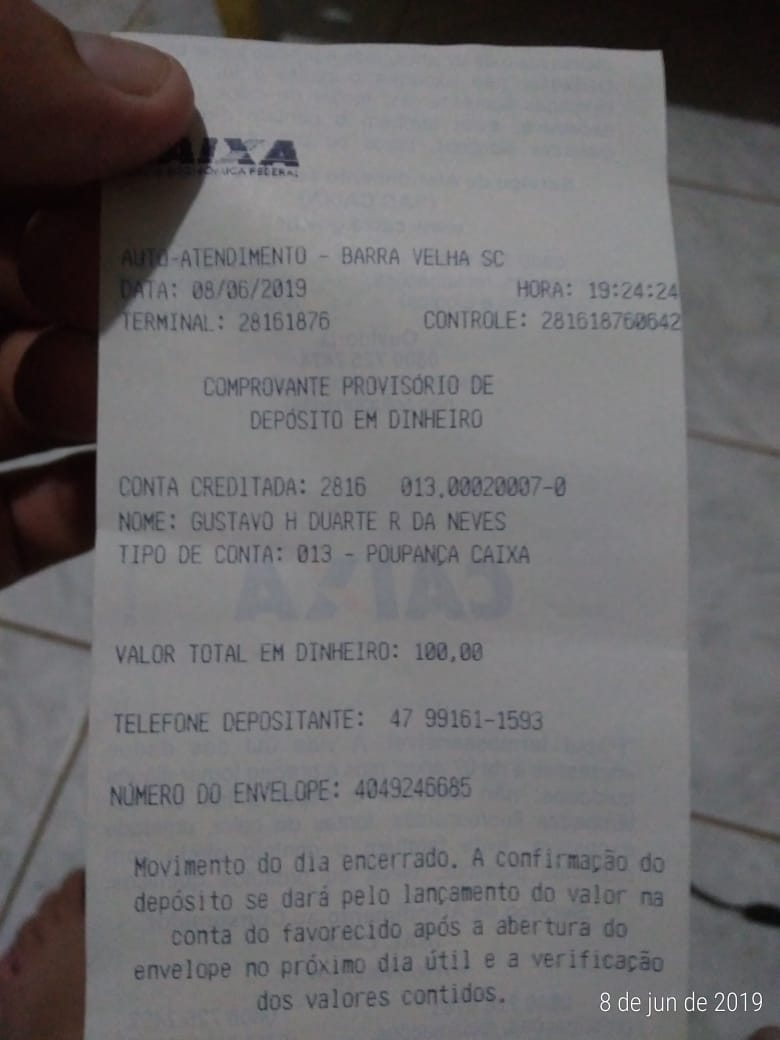 CAIXA
ECONÔMICA FEDERAL
AUTO-ATENDIMENTO - BARRA VELHA SC
DATA: 08/06/2019 HORA: 19:24:24
TERMINAL: 28161876 CONTROLE: 281618760642
COMPROVANTE PROVISÓRIO DE
DEPÓSITO EM DINHEIRO
CONTA CREDITADA: 2816 013.00020007-0
NOME: GUSTAVO H DUARTE R DA NEVES
TIPO DE CONTA: 013 - POUPANÇA CAIXA
VALOR TOTAL EM DINHEIRO: 100,00
TELEFONE DEPOSITANTE: 47 99161-1593
NÚMERO DO ENVELOPE: 4049246685
Movimento do dia encerrado. A confirmação do
depósito se dará pelo lançamento do valor na
conta do favorecido após a abertura do
envelope no próximo dia útil e a verificação
dos valores contidos.
8 de jun de 2019